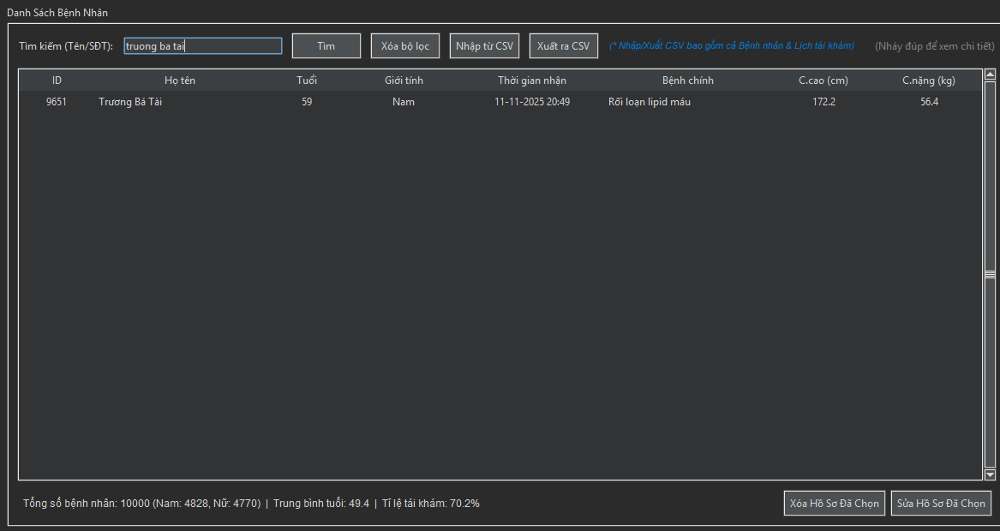 Danh Sách Bệnh Nhân
Tìm kiếm (Tên/SĐT): truong ba tai Tìm Xóa bộ lọc Nhập từ CSV Xuất ra CSV (* Nhập/Xuất CSV bao gồm cả Bệnh nhân & Lịch tái khám) (Nháy đúp để xem chi tiết)
ID Họ tên Tuổi Giới tính Thời gian nhận Bệnh chính C.cao (cm) C.nặng (kg)
9651 Trương Bá Tài 59 Nam 11-11-2025 20:49 Rối loạn lipid máu 172.2 56.4
Tổng số bệnh nhân: 10000 (Nam: 4828, Nữ: 4770) | Trung bình tuổi: 49.4 | Tỉ lệ tái khám: 70.2% Xóa Hồ Sơ Đã Chọn Sửa Hồ Sơ Đã Chọn